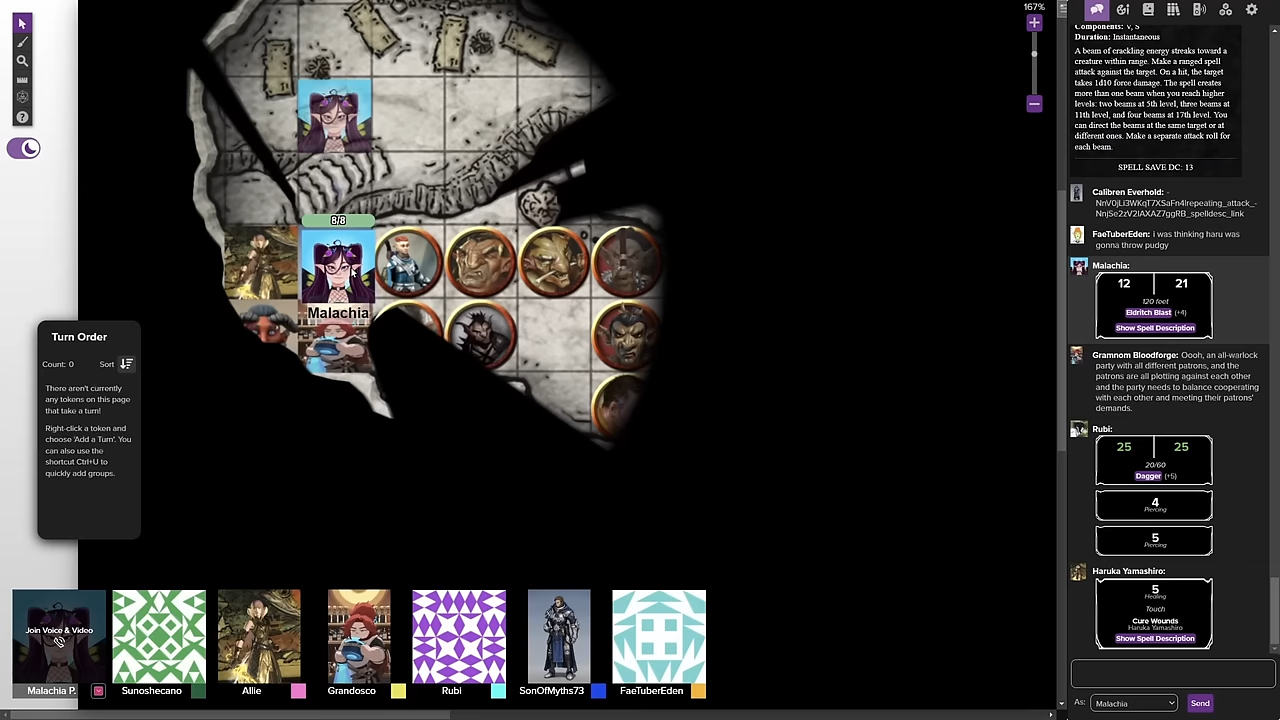 167%
8/8
Malachia
Turn Order
Count: 0
Sort
There aren't currently
any tokens on this page
that take a turn!
Right-click a token and
choose 'Add a Turn'. You
can also use the
shortcut Ctrl+U to
quickly add groups.
Join Voice & Video
Malachia P.
Sunoshecano
Allie
Grandosco
Rubi
SonOfMyths73
FaeTuberEden
Components: V, S
Duration: Instantaneous
A beam of crackling energy streaks toward a
creature within range. Make a ranged spell
attack against the target. On a hit, the target
takes 1d10 force damage. The spell creates
more than one beam when you reach higher
levels: two beams at 5th level, three beams at
11th level, and four beams at 17th level. You
can direct the beams at the same target or at
different ones. Make a separate attack roll for
each beam.
SPELL SAVE DC: 13
Calibren Everhold: -
FaeTuberEden: i was thinking haru was
gonna throw pudgy
Malachia:
12 21
120 feet
Eldritch Blast (+4)
Show Spell Description
Gramnom Bloodforge: Oooh, an all-warlock
party with all different patrons, and the
patrons are all plotting against each other
and the party needs to balance cooperating
with each other and meeting their patrons'
demands.
Rubi:
25 25
20/60
Dagger (+5)
4
Piercing
5
Piercing
Haruka Yamashiro:
5
Healing
Touch
Cure Wounds
Haruka Yamashiro
Show Spell Description
As:
Malachia
Send